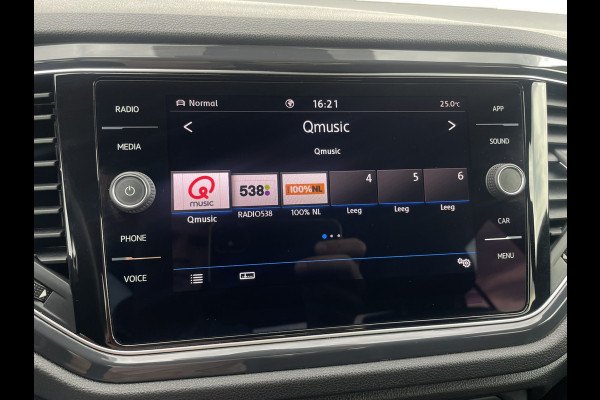 RADIO
MEDIA
PHONE
VOICE
Normal 16:21 25.0°C
< Qmusic >
Qmusic
music 538 100%NL 4 5 6
Qmusic RADIO538 100% NL Leeg Leeg Leeg
APP
SOUND
CAR
MENU